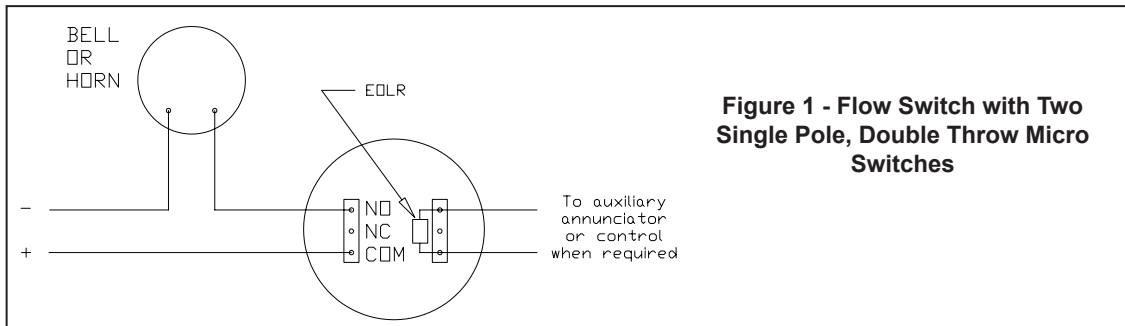 BELL
OR
HORN
EOLR
Figure 1 - Flow Switch with Two
Single Pole, Double Throw Micro
Switches
-
+
NO
NC
COM
To auxiliary
annunciator
or control
when required